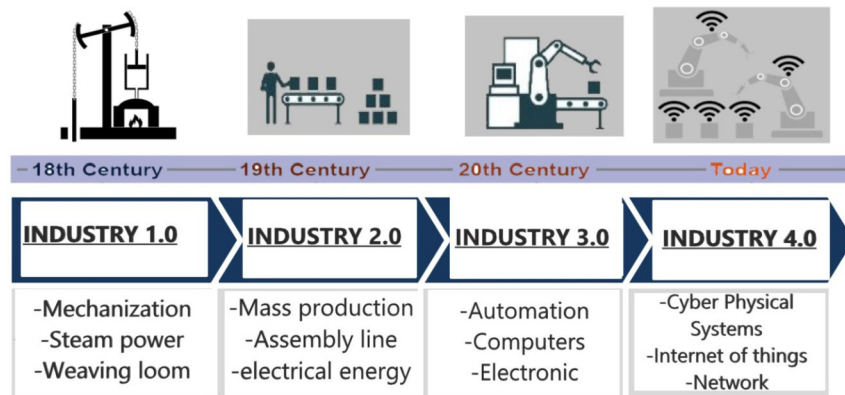 18th Century
19th Century
20th Century
Today
INDUSTRY 1.0
INDUSTRY 2.0
INDUSTRY 3.0
INDUSTRY 4.0
-Mechanization
-Steam power
-Weaving loom
-Mass production
-Assembly line
-electrical energy
-Automation
-Computers
-Electronic
-Cyber Physical
Systems
-Internet of things
-Network